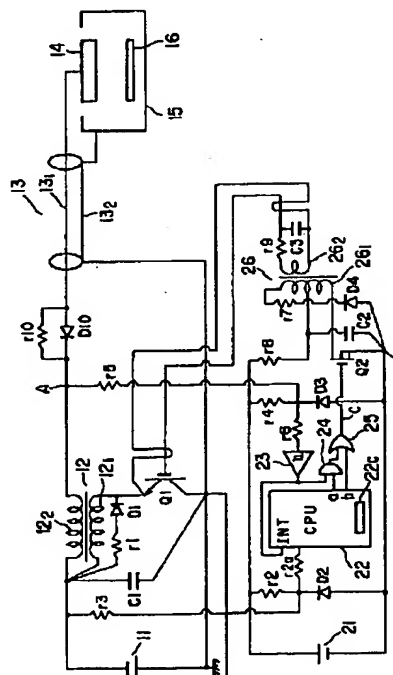 13
131
132
14
16
15
r10
D10
A
r5
12
122
121
D1
r1
Q1
C1
r3
11
r9
C3
262
26
261
r7
D4
r8
C2
Q2
r4
D3
r6
C
25
24
23
a
b
INT
CPU
22C
22
r2a
r2
D2
21